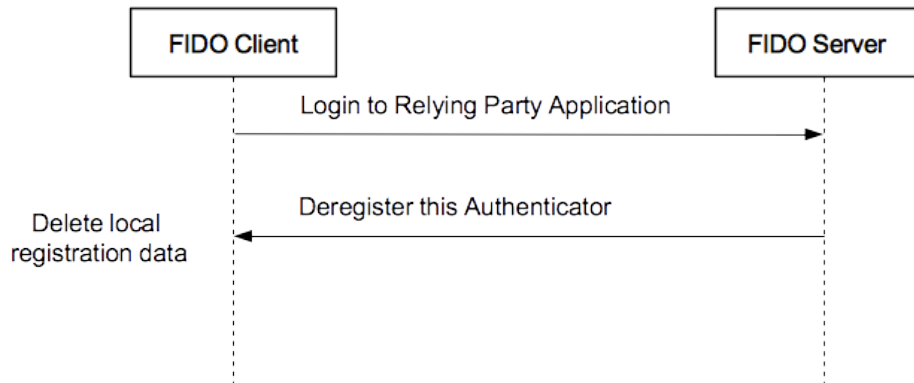 FIDO Client
FIDO Server
Login to Relying Party Application
Deregister this Authenticator
Delete local
registration data